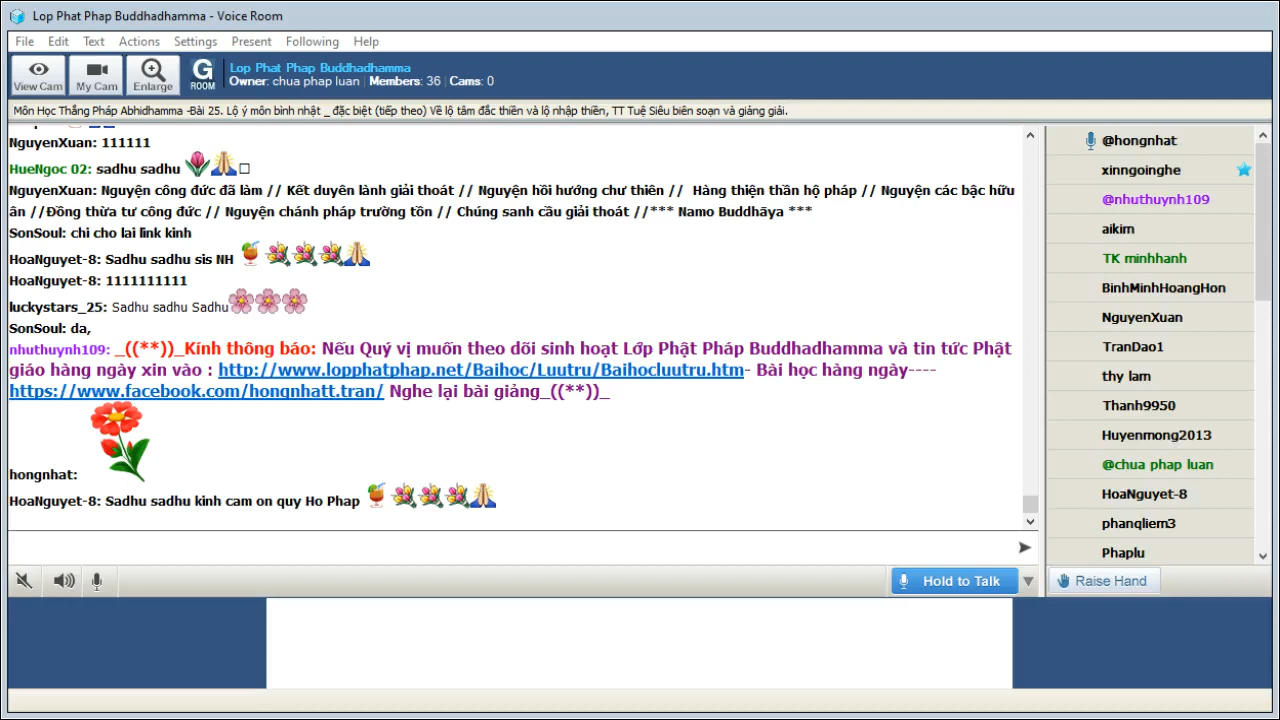 Lop Phat Phap Buddhadhamma - Voice Room
File Edit Text Actions Settings Present Following Help
View Cam My Cam Enlarge G ROOM
Lop Phat Phap Buddhadhamma
Owner: chua phap luan Members: 36 Cams: 0
Môn Học Thắng Pháp Abhidhamma -Bài 25. Lộ ý môn bình nhật _ đặc biệt (tiếp theo) Về lộ tâm đắc thiền và lộ nhập thiền, TT Tuệ Siêu biên soạn và giảng giải.
NguyenXuan: 111111
HueNgoc 02: sadhu sadhu
NguyenXuan: Nguyện công đức đã làm // Kết duyên lành giải thoát // Nguyện hồi hướng chư thiên // Hàng thiện thần hộ pháp // Nguyện các bậc hữu
ân //Đồng thừa tư công đức // Nguyện chánh pháp trường tồn // Chúng sanh cầu giải thoát //*** Namo Buddhāya ***
SonSoul: chi cho lai link kinh
HoaNguyet-8: Sadhu sadhu sis NH
HoaNguyet-8: 1111111111
luckystars_25: Sadhu sadhu Sadhu
SonSoul: da,
nhuthuynh109: _((**))_Kính thông báo: Nếu Quý vị muốn theo dõi sinh hoạt Lớp Phật Pháp Buddhadhamma và tin tức Phật
giáo hàng ngày xin vào : http://www.lopphatphap.net/Baihoc/Luutru/Baihocluutru.htm- Bài học hàng ngày----
https://www.facebook.com/hongnhatt.tran/ Nghe lại bài giảng_((**))_
hongnhat:
HoaNguyet-8: Sadhu sadhu kinh cam on quy Ho Phap
Hold to Talk
@hongnhat
xinngoinghe
@nhuthuynh109
aikim
TK minhhanh
BinhMinhHoangHon
NguyenXuan
TranDao1
thy lam
Thanh9950
Huyenmong2013
@chua phap luan
HoaNguyet-8
phanqliem3
Phaplu
Raise Hand